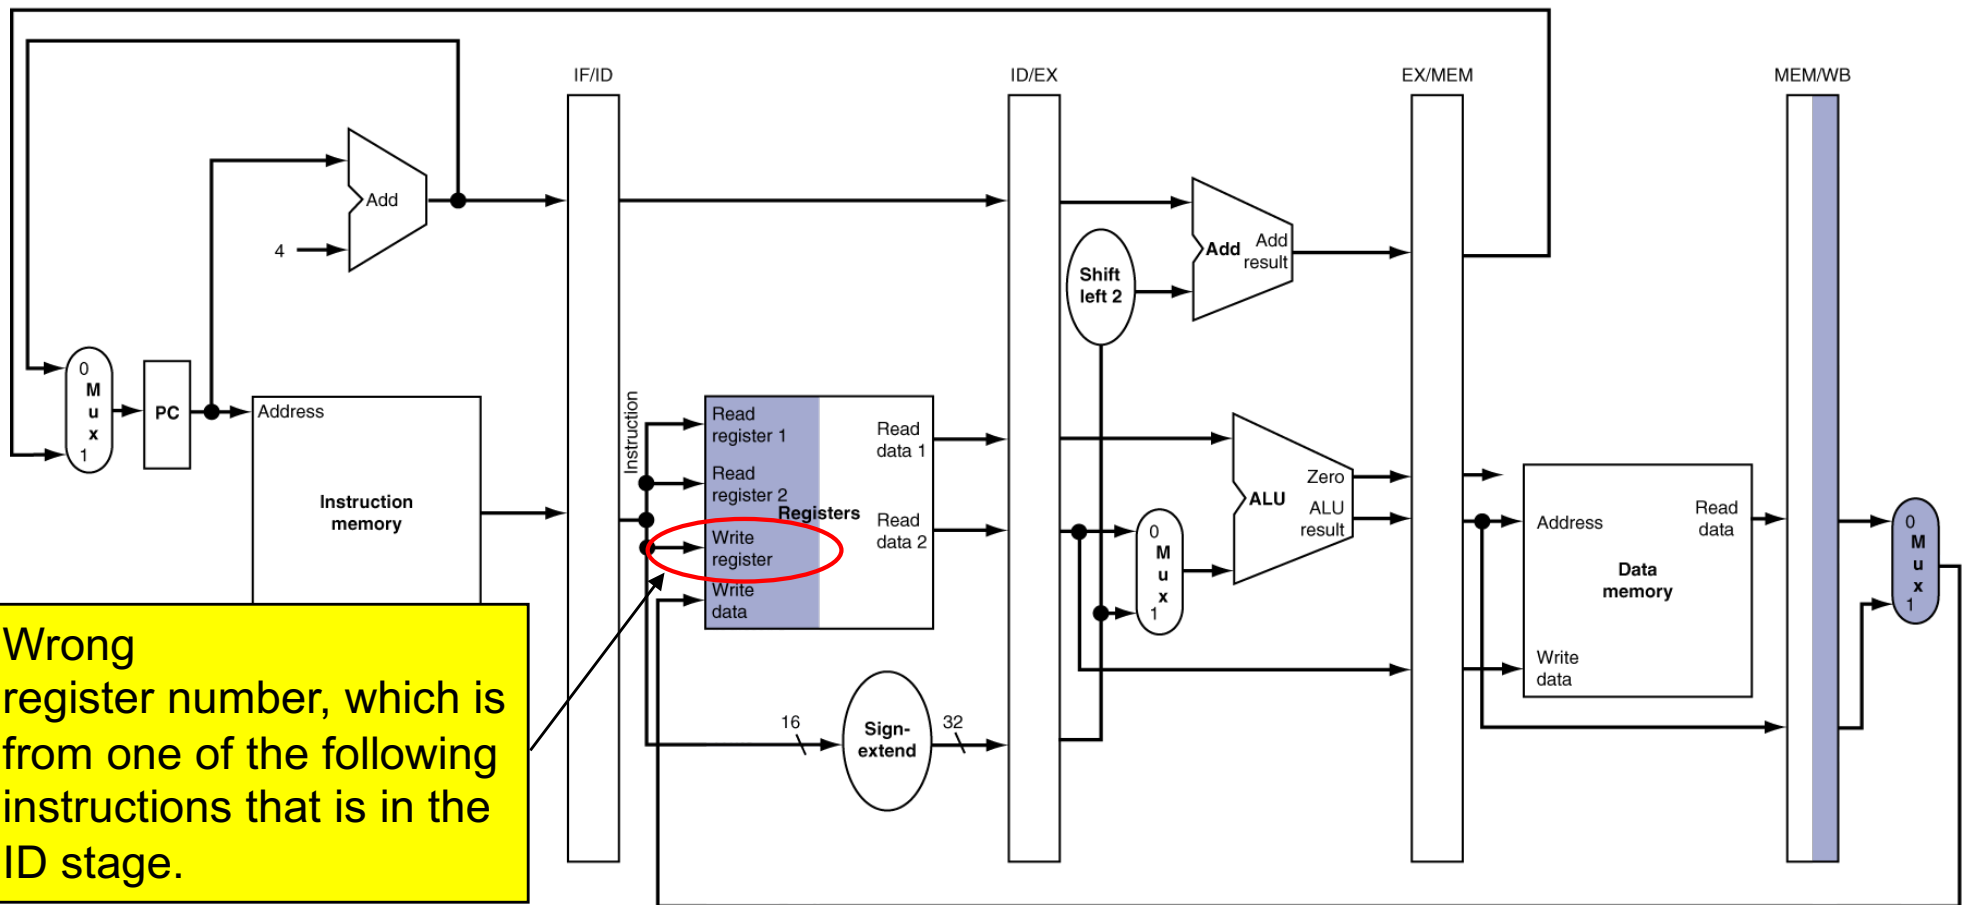 IF/ID
ID/EX
EX/MEM
MEM/WB
Add
4
Add
Add
result
Shift
left 2
0
M
u
x
1
PC
Address
Instruction
memory
Instruction
Read
register 1
Read
register 2
Registers
Write
register
Write
data
Read
data 1
Read
data 2
0
M
u
x
1
Zero
ALU
ALU
result
Address
Read
data
Data
memory
Write
data
0
M
u
x
1
16
Sign-
extend
32
Wrong
register number, which is
from one of the following
instructions that is in the
ID stage.